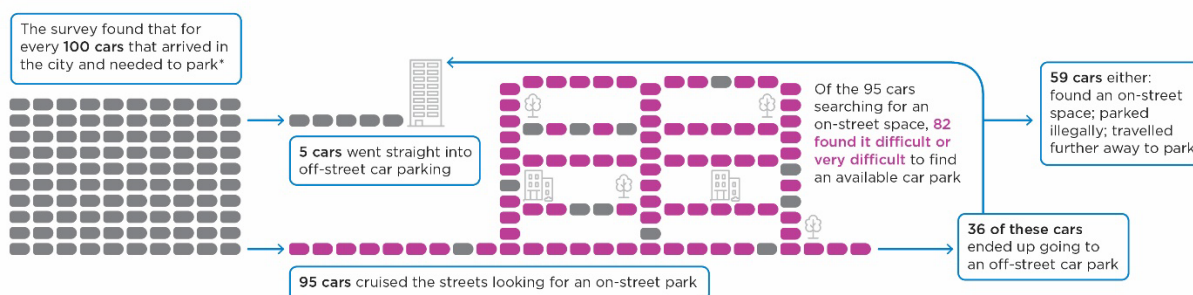 The survey found that for
every 100 cars that arrived in
the city and needed to park*
5 cars went straight into
off-street car parking
95 cars cruised the streets looking for an on-street park
Of the 95 cars
searching for an
on-street space, 82
found it difficult or
very difficult to find
an available car park
36 of these cars
ended up going to
an off-street car park
59 cars either:
found an on-street
space; parked
illegally; travelled
further away to park